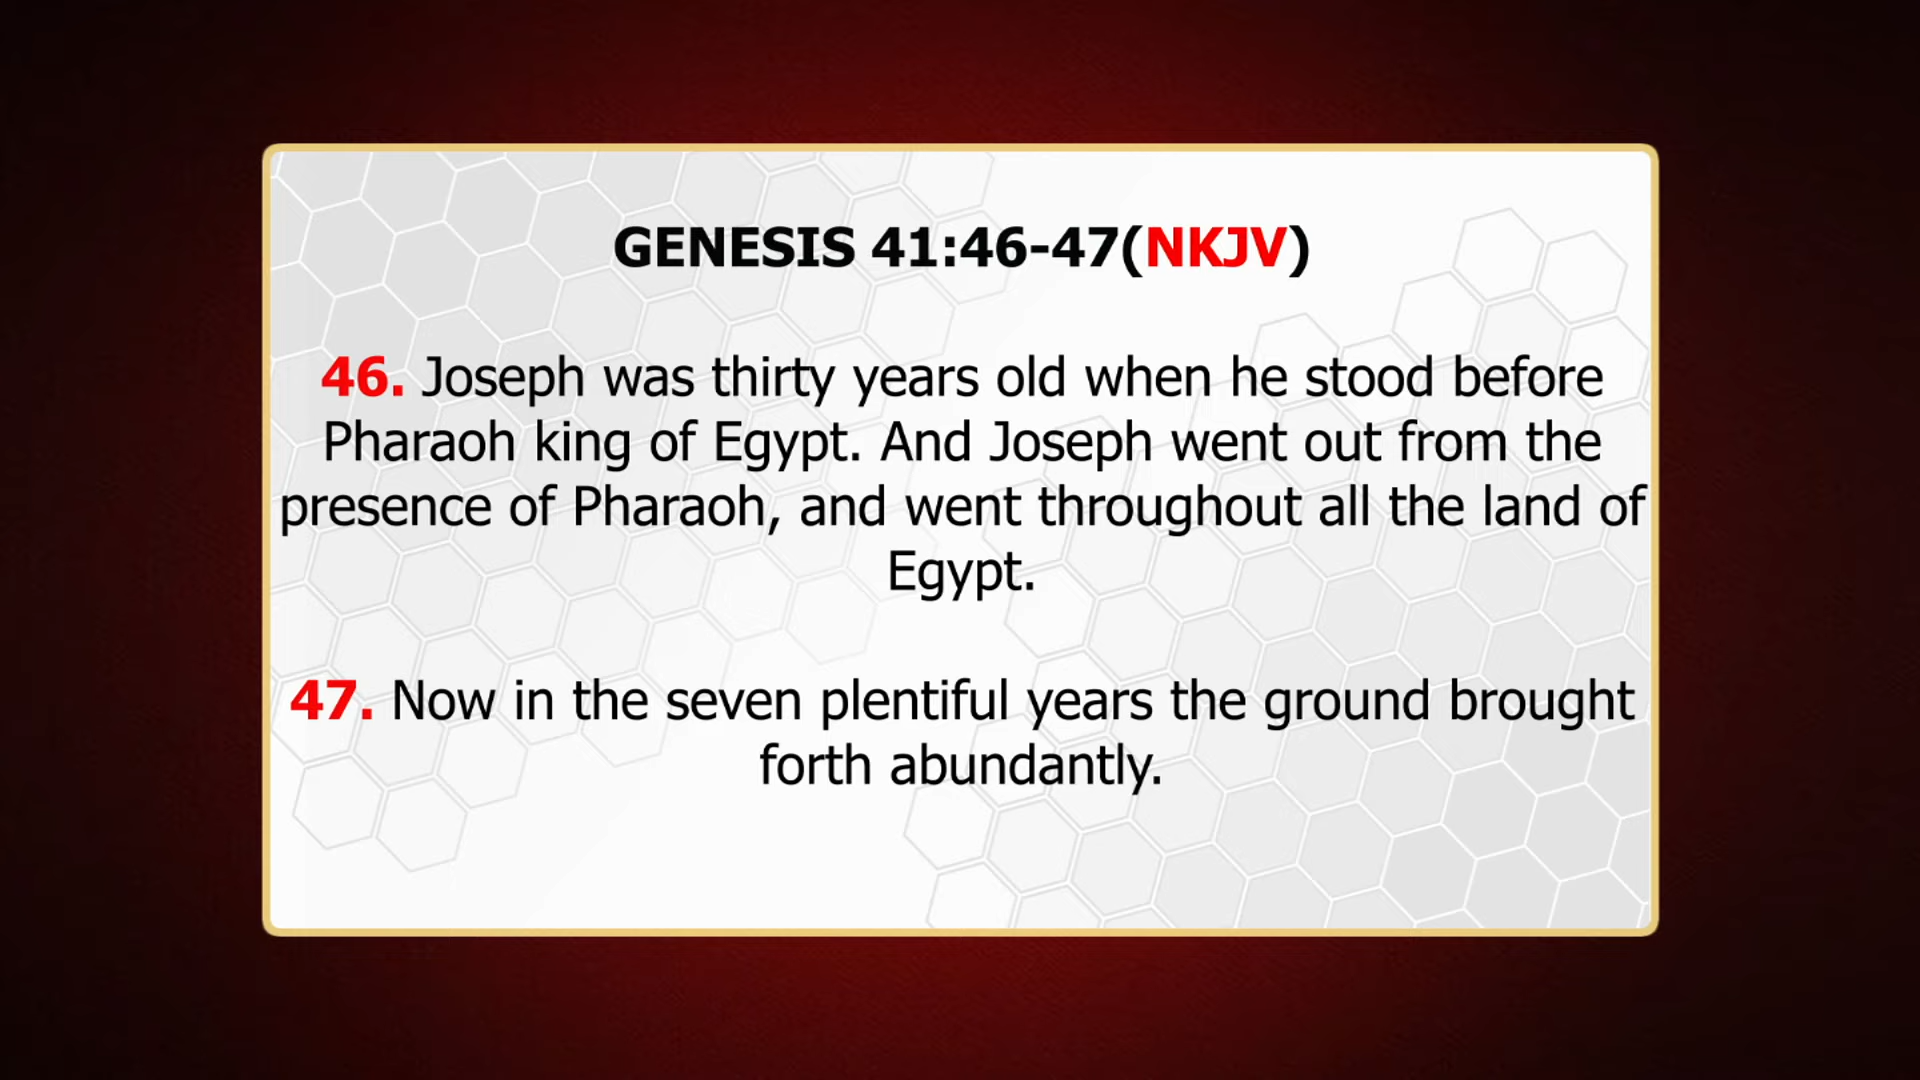 GENESIS 41:46-47(NKJV)
46. Joseph was thirty years old when he stood before
Pharaoh king of Egypt. And Joseph went out from the
presence of Pharaoh, and went throughout all the land of
Egypt.
47. Now in the seven plentiful years the ground brought
forth abundantly.